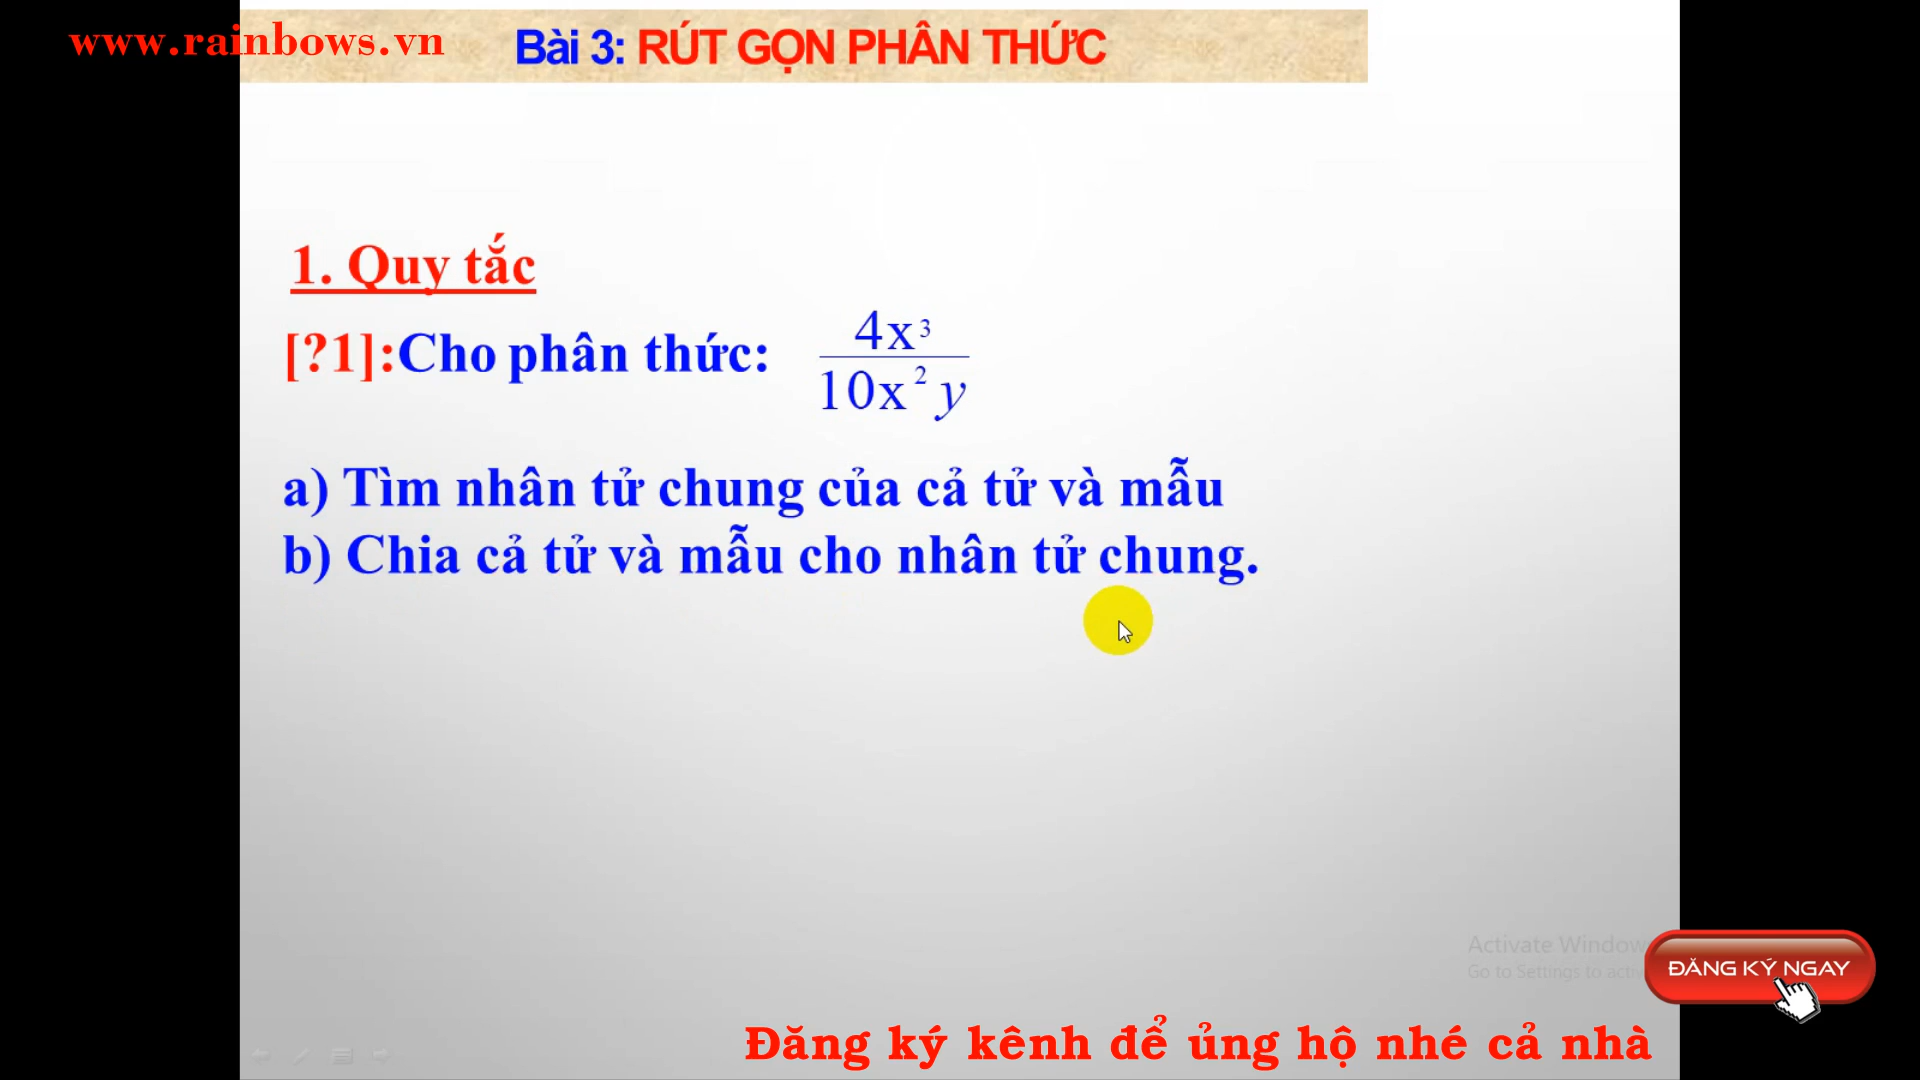 www.rainbows.vn
Bài 3: RÚT GỌN PHÂN THỨC
1. Quy tắc
[?1]:Cho phân thức: 4x³ / 10x² y
a) Tìm nhân tử chung của cả tử và mẫu
b) Chia cả tử và mẫu cho nhân tử chung.
Activate Window
Go to Settings to acti
ĐĂNG KÝ NGAY
Đăng ký kênh để ủng hộ nhé cả nhà